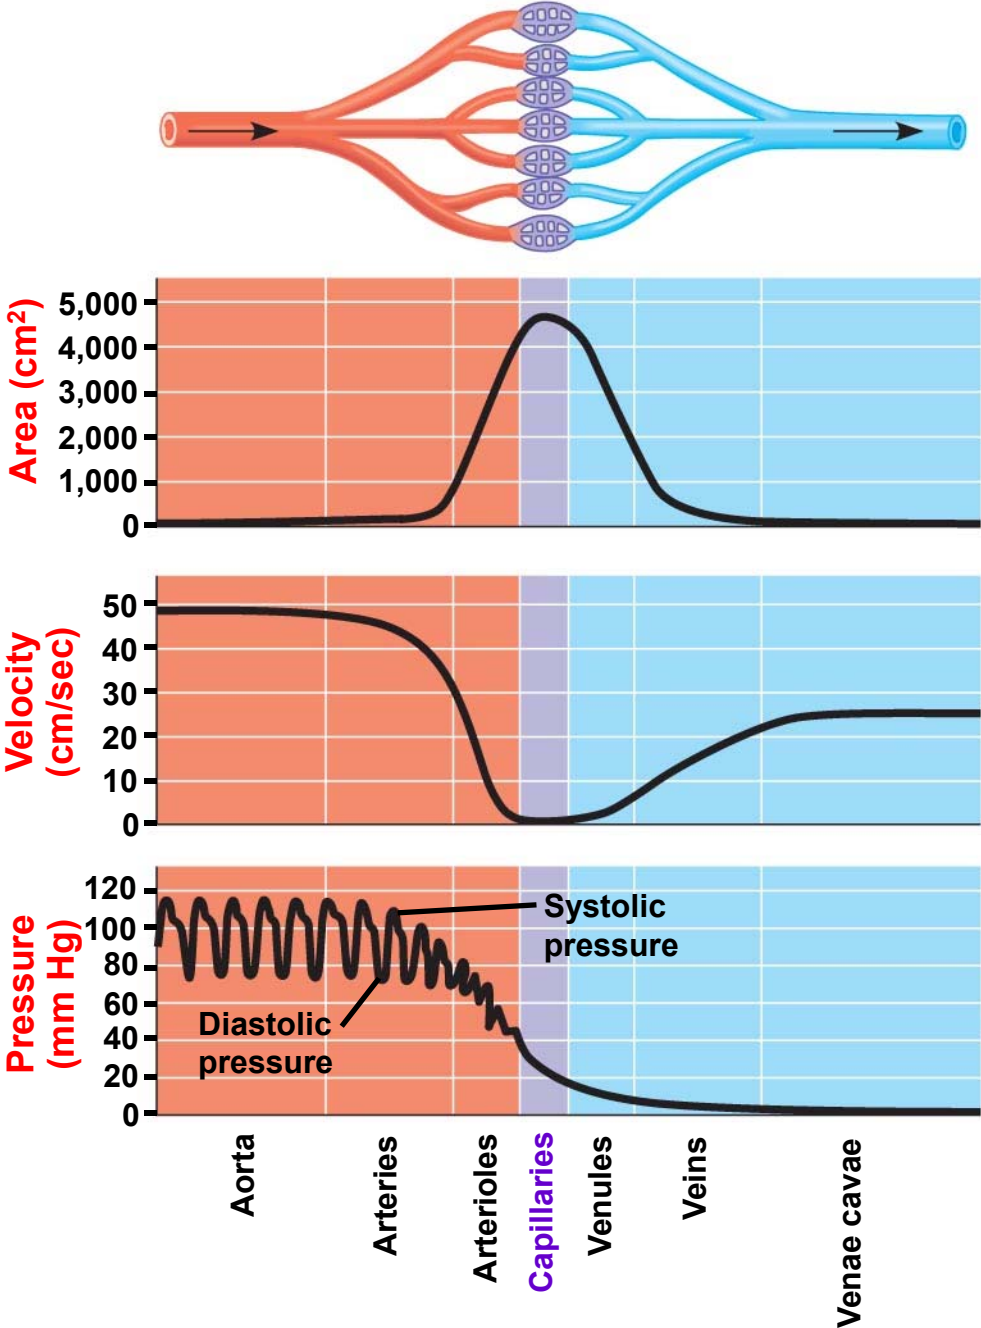 Area (cm²)
5,000
4,000
3,000
2,000
1,000
0
Velocity
(cm/sec)
50
40
30
20
10
0
Pressure
(mm Hg)
120
100
80
60
40
20
0
Systolic
pressure
Diastolic
pressure
Aorta
Arteries
Arterioles
Capillaries
Venules
Veins
Venae cavae